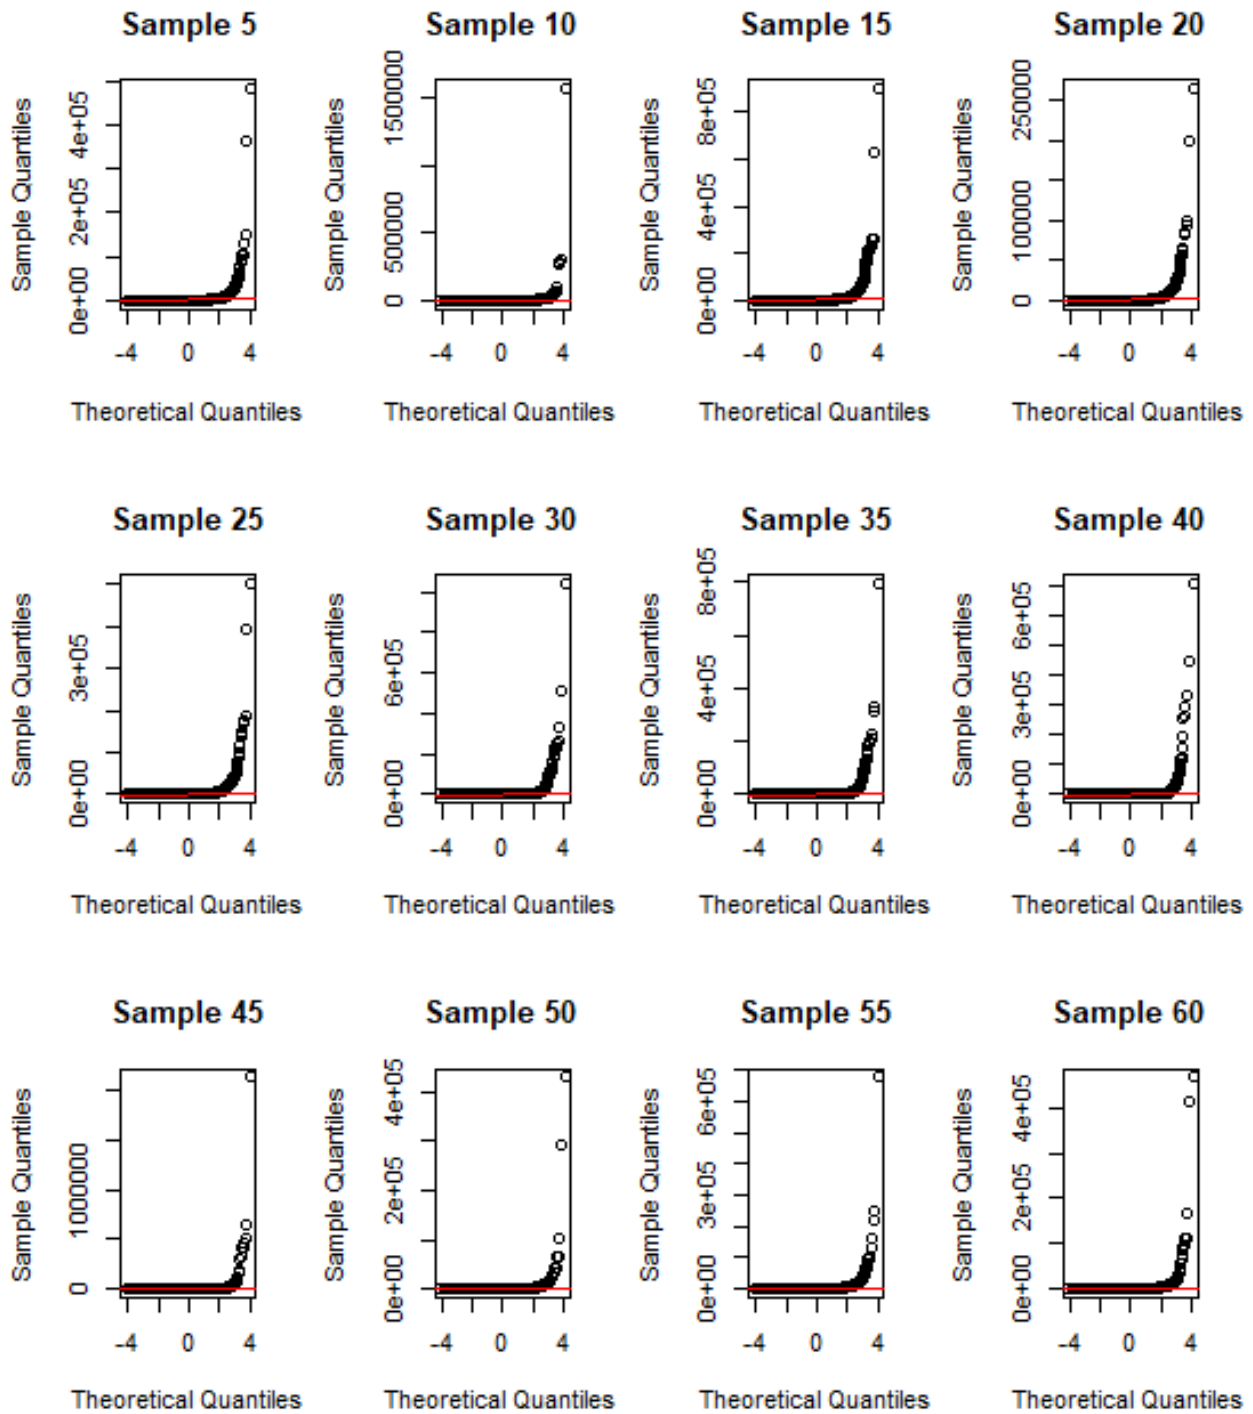 Sample 5
Sample Quantiles
0e+00 2e+05 4e+05
-4 0 4
Theoretical Quantiles
Sample 10
Sample Quantiles
0 500000 1500000
-4 0 4
Theoretical Quantiles
Sample 15
Sample Quantiles
0e+00 4e+05 8e+05
-4 0 4
Theoretical Quantiles
Sample 20
Sample Quantiles
0 100000 250000
-4 0 4
Theoretical Quantiles
Sample 25
Sample Quantiles
0e+00 3e+05
-4 0 4
Theoretical Quantiles
Sample 30
Sample Quantiles
0e+00 6e+05
-4 0 4
Theoretical Quantiles
Sample 35
Sample Quantiles
0e+00 4e+05 8e+05
-4 0 4
Theoretical Quantiles
Sample 40
Sample Quantiles
0e+00 3e+05 6e+05
-4 0 4
Theoretical Quantiles
Sample 45
Sample Quantiles
0 1000000
-4 0 4
Theoretical Quantiles
Sample 50
Sample Quantiles
0e+00 2e+05 4e+05
-4 0 4
Theoretical Quantiles
Sample 55
Sample Quantiles
0e+00 3e+05 6e+05
-4 0 4
Theoretical Quantiles
Sample 60
Sample Quantiles
0e+00 2e+05 4e+05
-4 0 4
Theoretical Quantiles